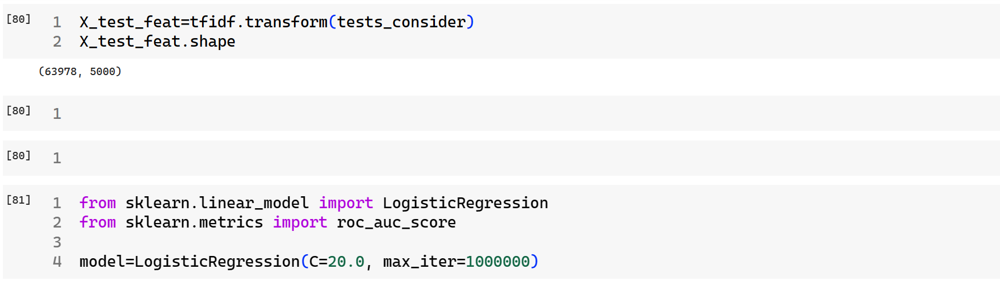 [80] 1 X_test_feat=tfidf.transform(tests_consider)
2 X_test_feat.shape
(63978, 5000)
[80] 1
[80] 1
[81] 1 from sklearn.linear_model import LogisticRegression
2 from sklearn.metrics import roc_auc_score
3
4 model=LogisticRegression(C=20.0, max_iter=1000000)